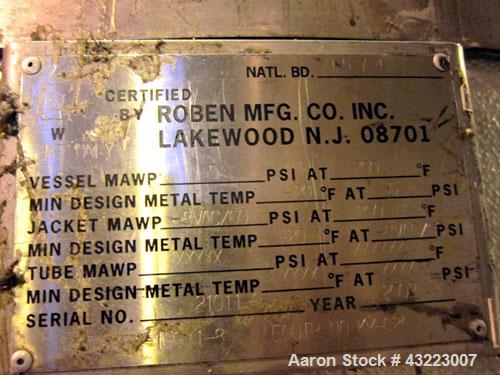 NATL. BD.
CERTIFIED
BY ROBEN MFG. CO. INC.
W LAKEWOOD N.J. 08701
VESSEL MAWP PSI AT °F
MIN DESIGN METAL TEMP °F AT PSI
JACKET MAWP PSI AT °F
MIN DESIGN METAL TEMP °F AT PSI
TUBE MAWP PSI AT °F
MIN DESIGN METAL TEMP °F AT PSI
SERIAL NO. YEAR
Aaron Stock # 43223007